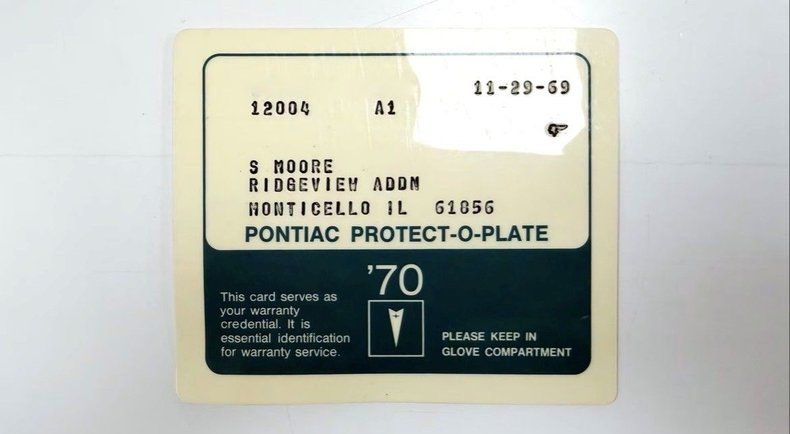 11-29-69
12004 A1
S MOORE
RIDGEVIEW ADDN
MONTICELLO IL 61856
PONTIAC PROTECT-O-PLATE
'70
This card serves as
your warranty
credential. It is
essential identification
for warranty service.
PLEASE KEEP IN
GLOVE COMPARTMENT